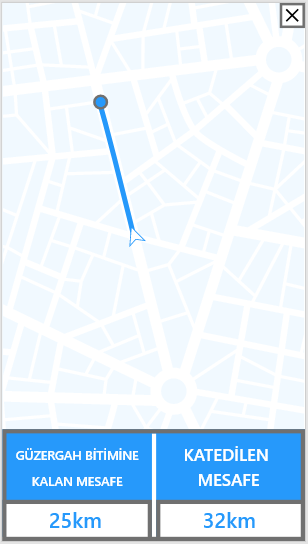 GÜZERGAH BİTİMİNE
KALAN MESAFE
KATEDİLEN
MESAFE
25km
32km